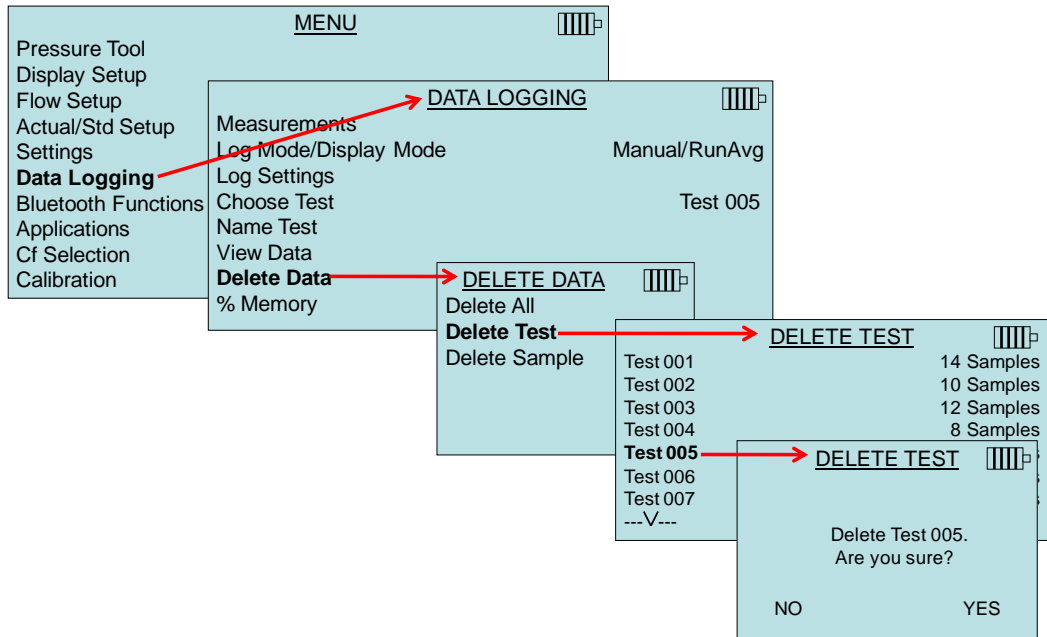 MENU
Pressure Tool
Display Setup
Flow Setup
Actual/Std Setup
Settings
Data Logging
Bluetooth Functions
Applications
Cf Selection
Calibration
DATA LOGGING
Measurements
Log Mode/Display Mode Manual/RunAvg
Log Settings
Choose Test Test 005
Name Test
View Data
Delete Data
% Memory
DELETE DATA
Delete All
Delete Test
Delete Sample
DELETE TEST
Test 001 14 Samples
Test 002 10 Samples
Test 003 12 Samples
Test 004 8 Samples
Test 005
Test 006
Test 007
---V---
DELETE TEST
Delete Test 005.
Are you sure?
NO YES